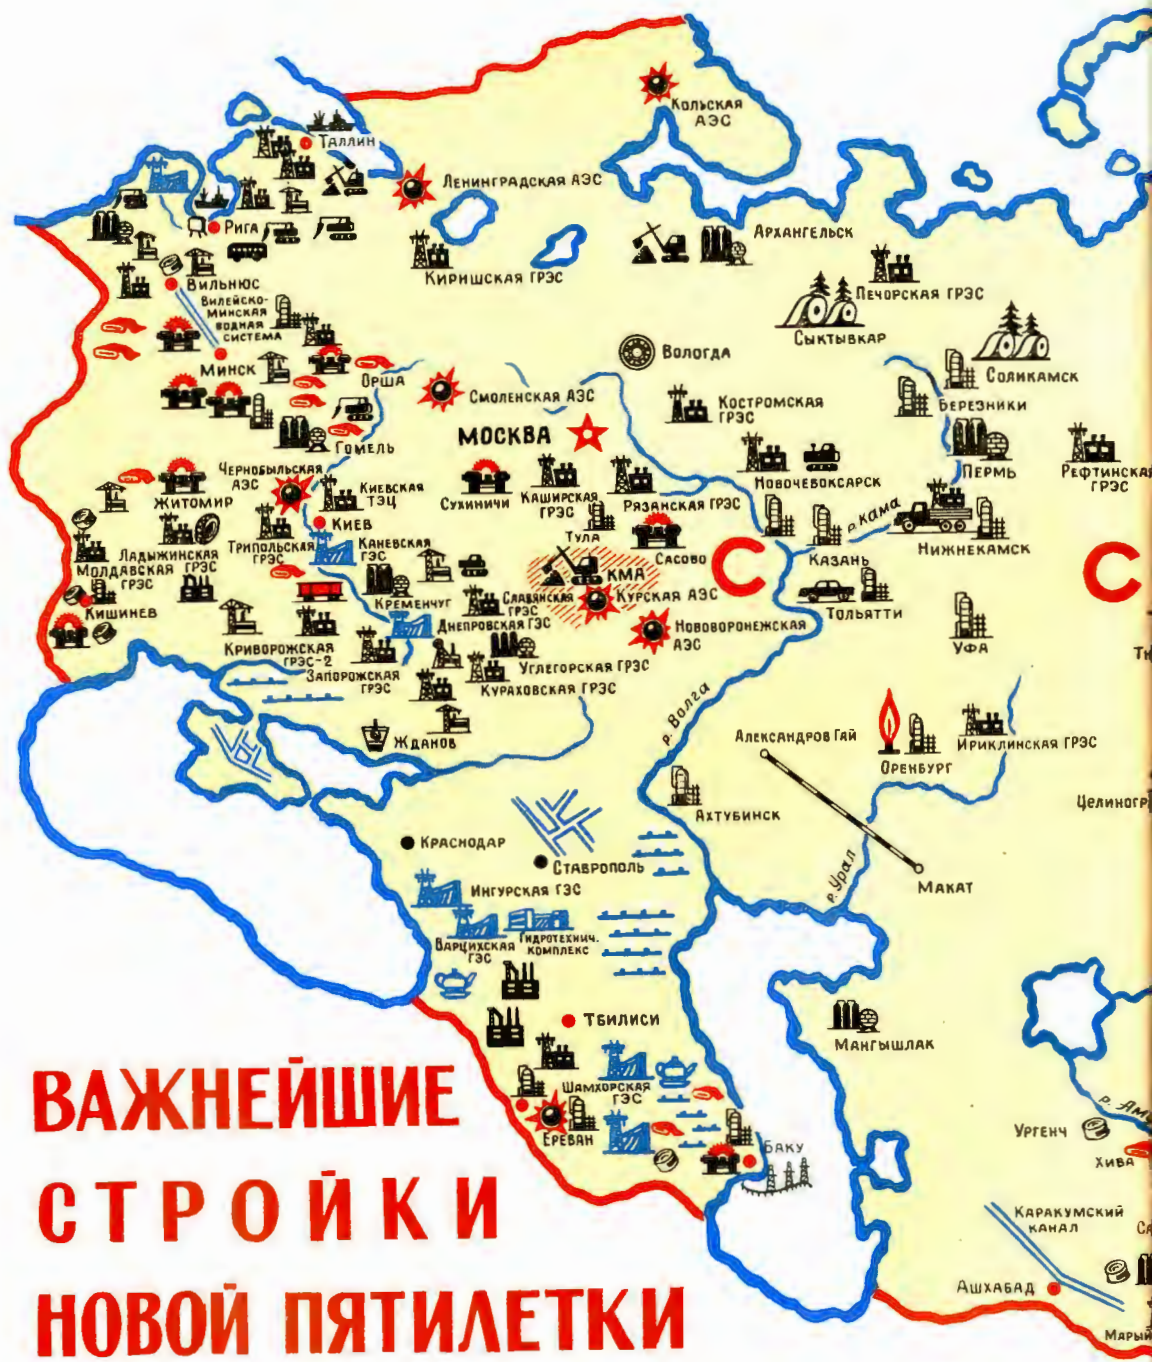 Кольская
АЭС
Таллин
Ленинградская АЭС
Рига
Архангельск
Киришская ГРЭС
Вильнюс
Печорская ГРЭС
Вилейско-
Минская
водная
система
Сыктывкар
Вологда
Минск
Соликамск
Орша
Смоленская АЭС
Костромская
ГРЭС
Березники
МОСКВА
Гомель
Чернобыльская
АЭС
Пермь
Рефтинская
ГРЭС
Новочебоксарск
Житомир
Киевская
ТЭЦ
Сухиничи
Каширская
ГРЭС
Рязанская ГРЭС
р. Кама
Киев
Тула
Нижнекамск
Ладыжинская
ГРЭС
Трипольская
ГРЭС
Каневская
ГЭС
Сасово
С
С
Казань
Молдавская
ГРЭС
КМА
Славянская
ГРЭС
Курская АЭС
Кишинев
Кременчуг
Тольятти
Днепровская ГЭС
Нововоронежская
АЭС
Уфа
Криворожская
ГРЭС-2
Углегорская ГРЭС
Запорожская
ГРЭС
Кураховская ГРЭС
р. Волга
Жданов
Александров Гай
Ириклинская ГРЭС
Оренбург
Ахтубинск
Целиногр
Краснодар
Ставрополь
р. Урал
Макат
Ингурская ГЭС
Варцихская
ГЭС
Гидротехнич.
комплекс
Тбилиси
Мангышлак
Шамхорская
ГЭС
р. Аму
Ереван
Ургенч
Баку
Хива
Каракумский
канал
Са
Ашхабад
Марый
ВАЖНЕЙШИЕ
СТРОЙКИ
НОВОЙ ПЯТИЛЕТКИ